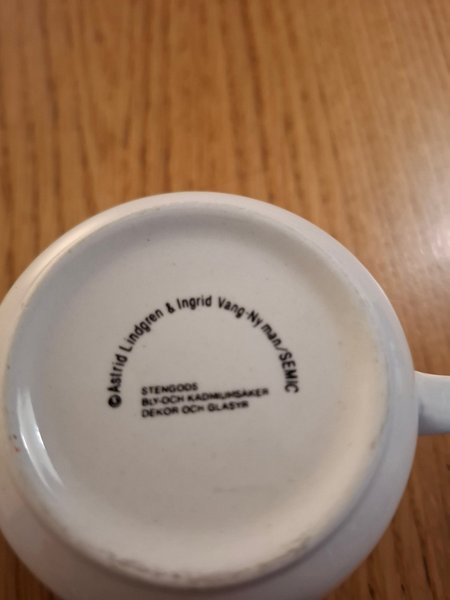 ©Astrid Lindgren & Ingrid Vang-Nyman/SEMIC
STENGODS
BLY-OCH KADMIUMSÄKER
DEKOR OCH GLASYR